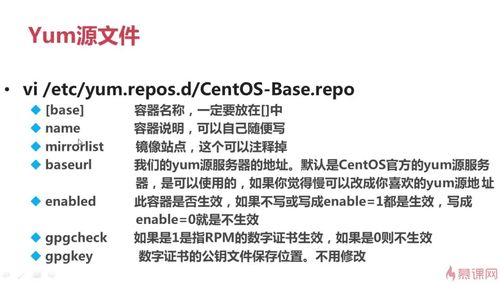 Yum源文件
• vi /etc/yum.repos.d/CentOS-Base.repo
[base] 容器名称，一定要放在[]中
name 容器说明，可以自己随便写
mirrorlist 镜像站点，这个可以注释掉
baseurl 我们的yum源服务器的地址。默认是CentOS官方的yum源服务
器，是可以使用的，如果你觉得慢可以改成你喜欢的yum源地址
enabled 此容器是否生效，如果不写或写成enable=1都是生效，写成
enable=0就是不生效
gpgcheck 如果是1是指RPM的数字证书生效，如果是0则不生效
gpgkey 数字证书的公钥文件保存位置。不用修改
慕课网